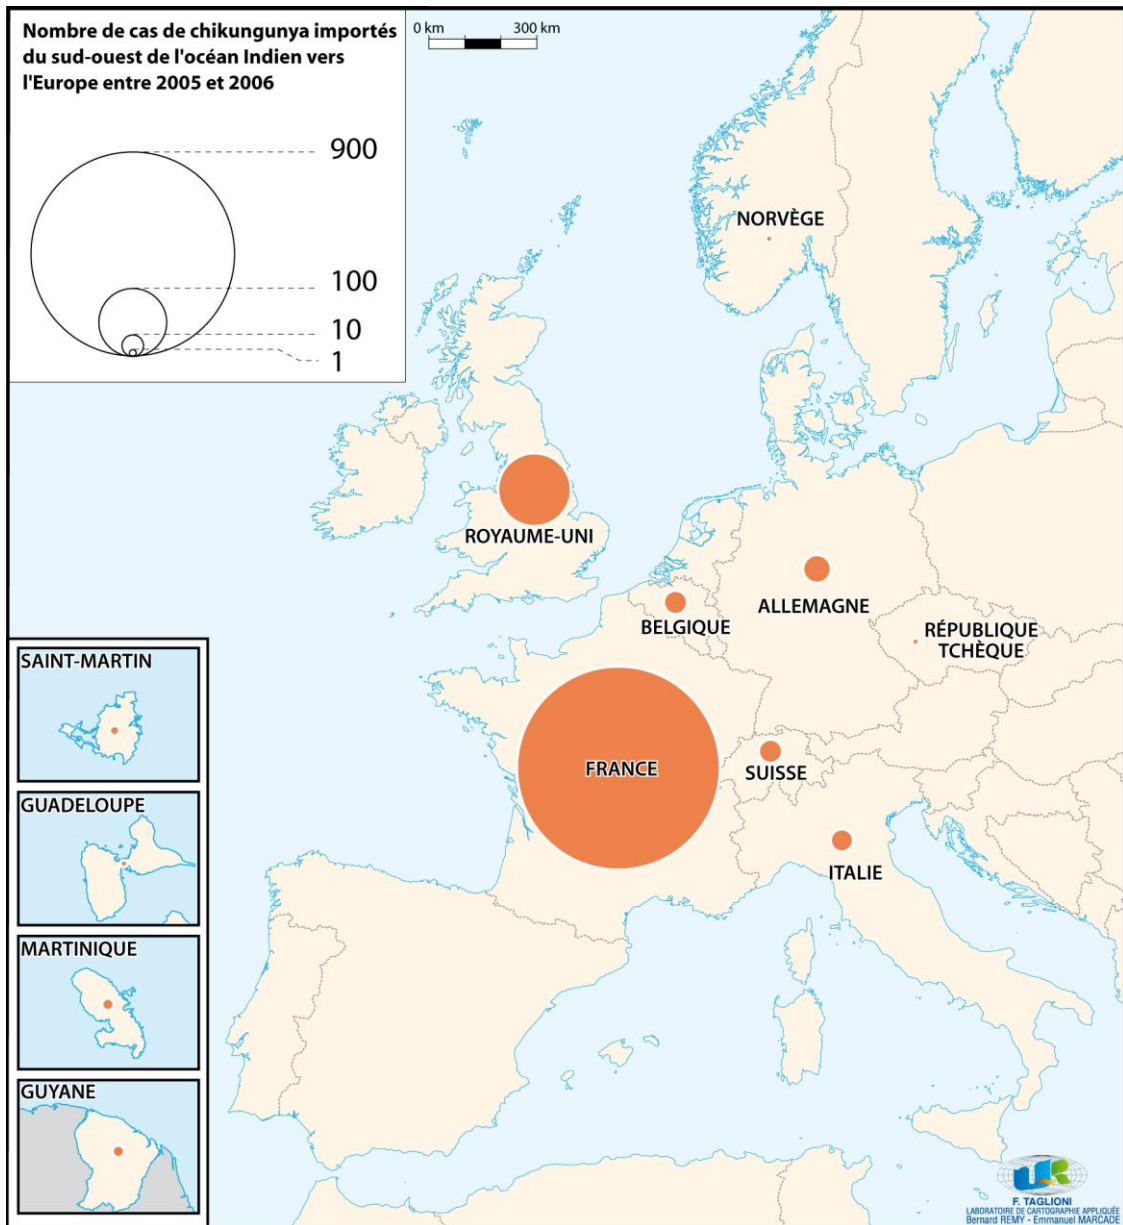 Nombre de cas de chikungunya importés
du sud-ouest de l'océan Indien vers
l'Europe entre 2005 et 2006
0 km 300 km
900
100
10
1
NORVÈGE
ROYAUME-UNI
ALLEMAGNE
BELGIQUE
RÉPUBLIQUE
TCHÈQUE
SAINT-MARTIN
FRANCE
SUISSE
GUADELOUPE
ITALIE
MARTINIQUE
GUYANE
UR
F. TAGLIONI
LABORATOIRE DE CARTOGRAPHIE APPLIQUÉE
Bernard REMY - Emmanuel MARCADE